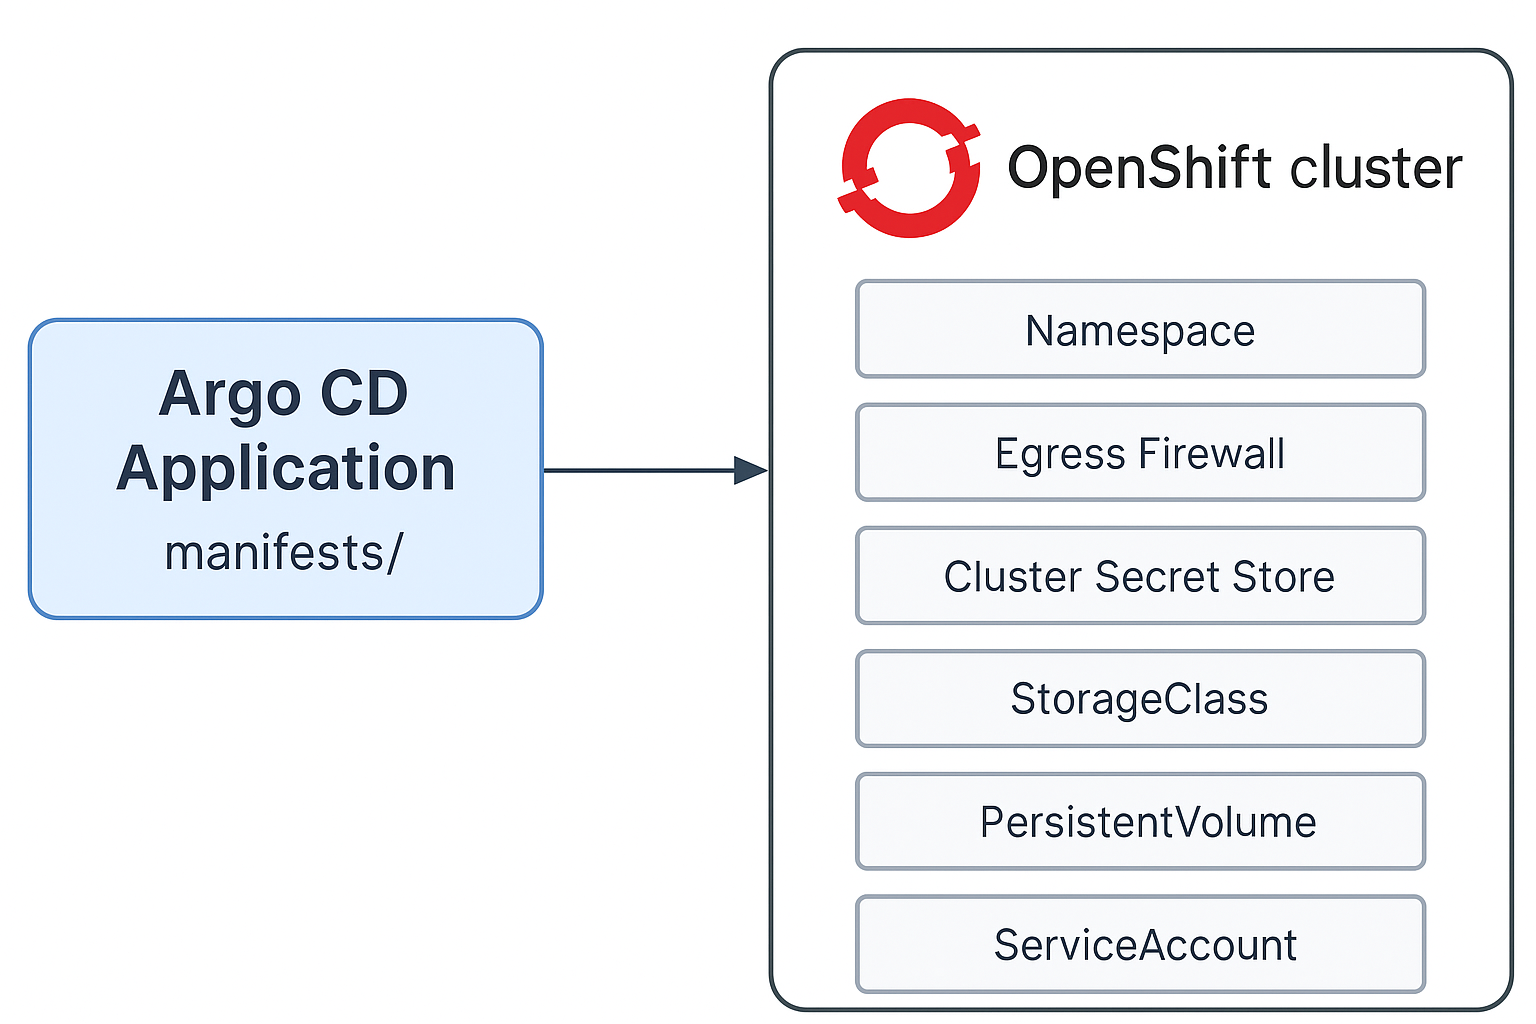 Argo CD
Application
manifests/
OpenShift cluster
Namespace
Egress Firewall
Cluster Secret Store
StorageClass
PersistentVolume
ServiceAccount